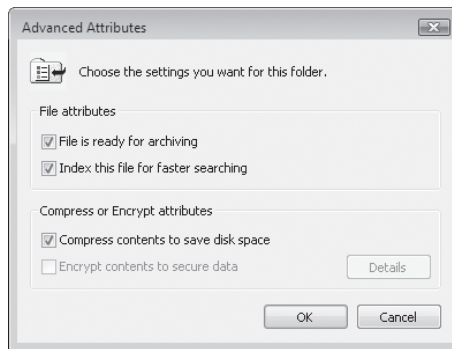 Advanced Attributes
Choose the settings you want for this folder.
File attributes
File is ready for archiving
Index this file for faster searching
Compress or Encrypt attributes
Compress contents to save disk space
Encrypt contents to secure data
Details
OK
Cancel